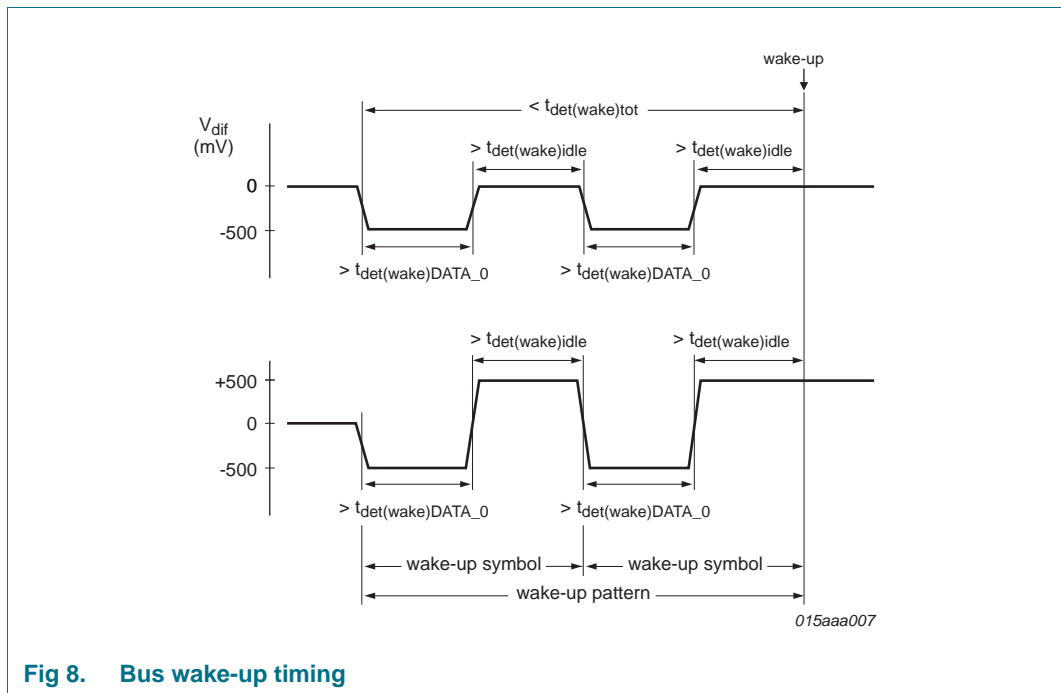 wake-up
< tdet(wake)tot
Vdif
(mV)
> tdet(wake)idle
> tdet(wake)idle
0
-500
> tdet(wake)DATA_0
> tdet(wake)DATA_0
> tdet(wake)idle
> tdet(wake)idle
+500
0
-500
> tdet(wake)DATA_0
> tdet(wake)DATA_0
wake-up symbol
wake-up symbol
wake-up pattern
015aaa007
Fig 8. Bus wake-up timing